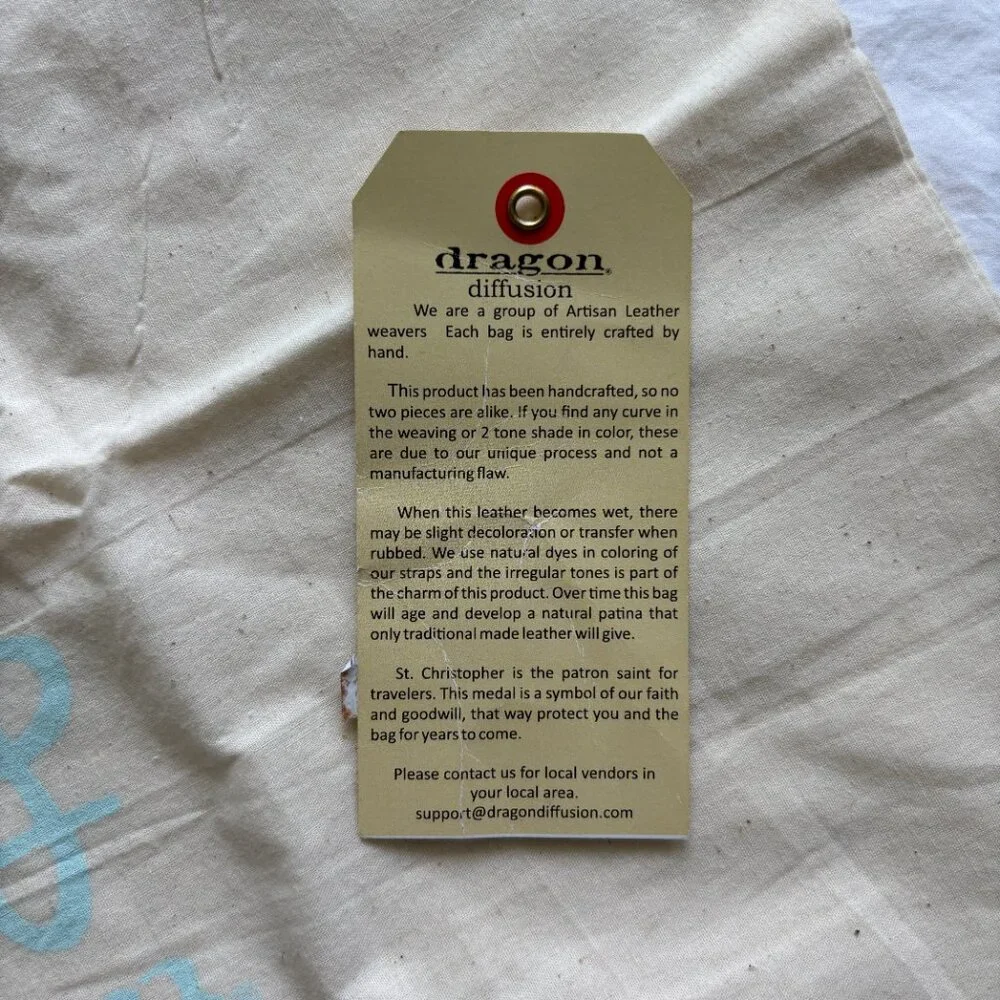 dragon
diffusion
We are a group of Artisan Leather
weavers Each bag is entirely crafted by
hand.
This product has been handcrafted, so no
two pieces are alike. If you find any curve in
the weaving or 2 tone shade in color, these
are due to our unique process and not a
manufacturing flaw.
When this leather becomes wet, there
may be slight decoloration or transfer when
rubbed. We use natural dyes in coloring of
our straps and the irregular tones is part of
the charm of this product. Over time this bag
will age and develop a natural patina that
only traditional made leather will give.
St. Christopher is the patron saint for
travelers. This medal is a symbol of our faith
and goodwill, that way protect you and the
bag for years to come.
Please contact us for local vendors in
your local area.
support@dragondiffusion.com